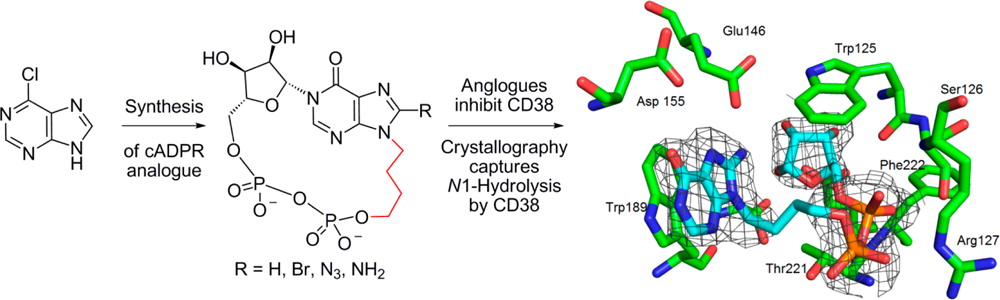 Cl
N
N
N
N
H
Synthesis
of cADPR
analogue
HO
OH
O
O
N
N
N
N
R
O
O
P
O
O
–
O
P
O
O
–
R = H, Br, N3, NH2
Anglogues
inhibit CD38
Crystallography
captures
N1-Hydrolysis
by CD38
Glu146
Asp 155
Trp125
Ser126
Phe222
Trp189
Arg127
Thr221